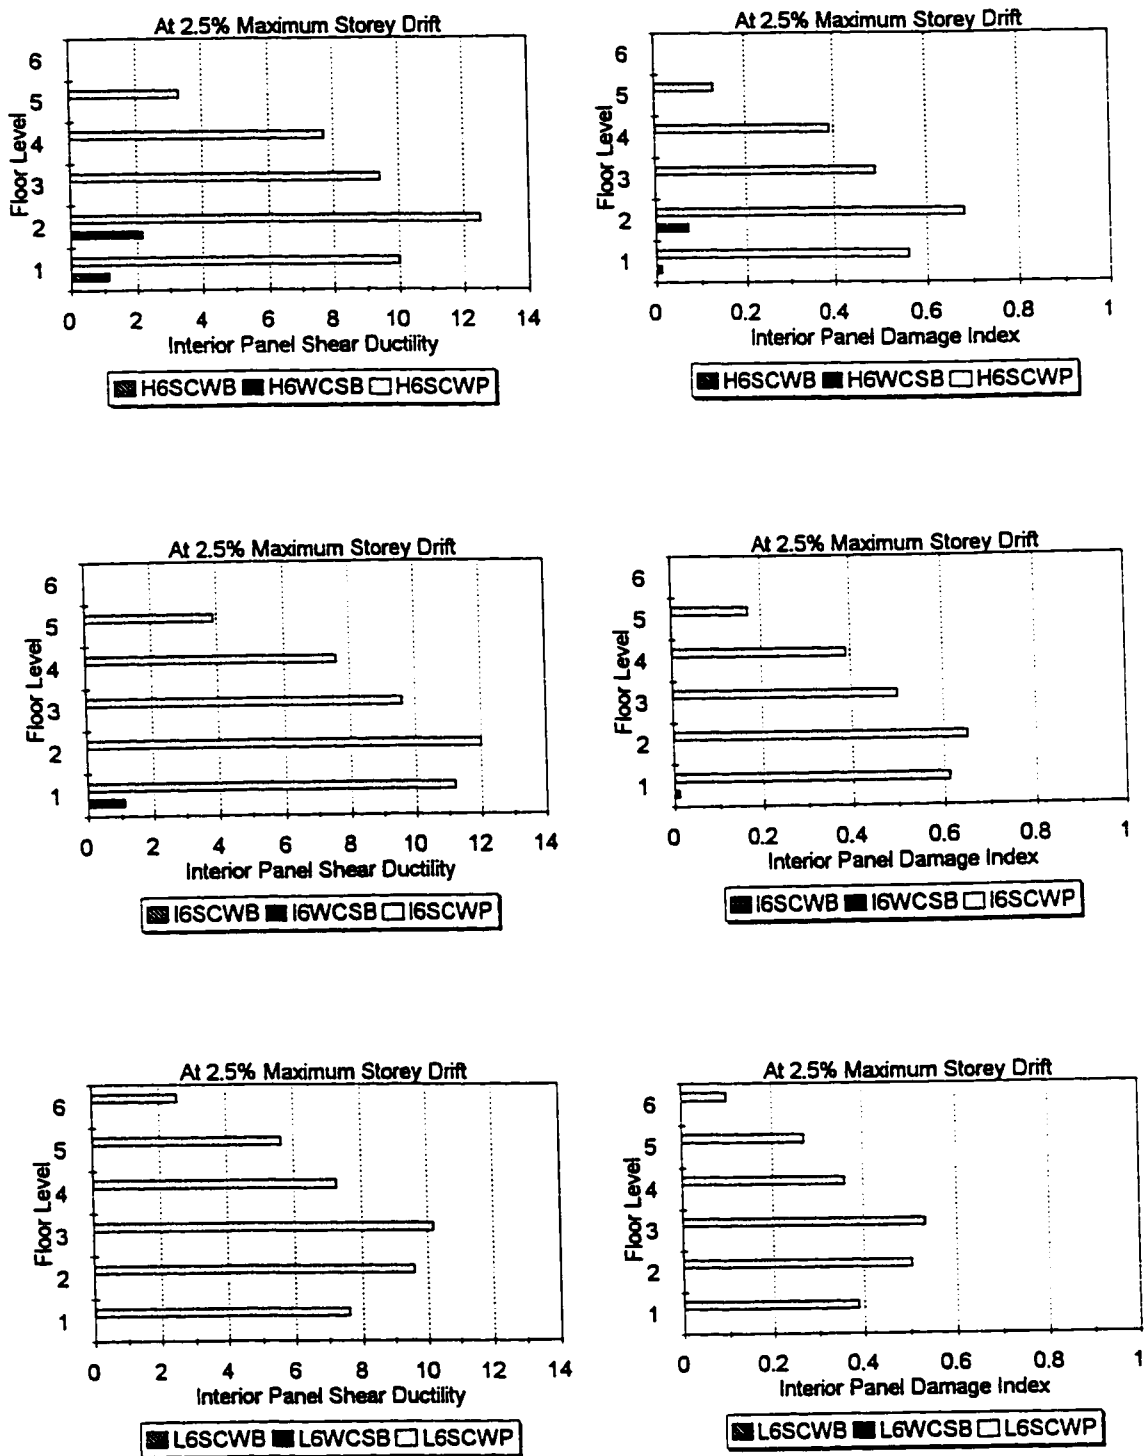 At 2.5% Maximum Storey Drift
Floor Level
6
5
4
3
2
1
0 2 4 6 8 10 12 14
Interior Panel Shear Ductility
H6SCWB H6WCSB H6SCWP
At 2.5% Maximum Storey Drift
Floor Level
6
5
4
3
2
1
0 0.2 0.4 0.6 0.8 1
Interior Panel Damage Index
H6SCWB H6WCSB H6SCWP
At 2.5% Maximum Storey Drift
Floor Level
6
5
4
3
2
1
0 2 4 6 8 10 12 14
Interior Panel Shear Ductility
I6SCWB I6WCSB I6SCWP
At 2.5% Maximum Storey Drift
Floor Level
6
5
4
3
2
1
0 0.2 0.4 0.6 0.8 1
Interior Panel Damage Index
I6SCWB I6WCSB I6SCWP
At 2.5% Maximum Storey Drift
Floor Level
6
5
4
3
2
1
0 2 4 6 8 10 12 14
Interior Panel Shear Ductility
L6SCWB L6WCSB L6SCWP
At 2.5% Maximum Storey Drift
Floor Level
6
5
4
3
2
1
0 0.2 0.4 0.6 0.8 1
Interior Panel Damage Index
L6SCWB L6WCSB L6SCWP